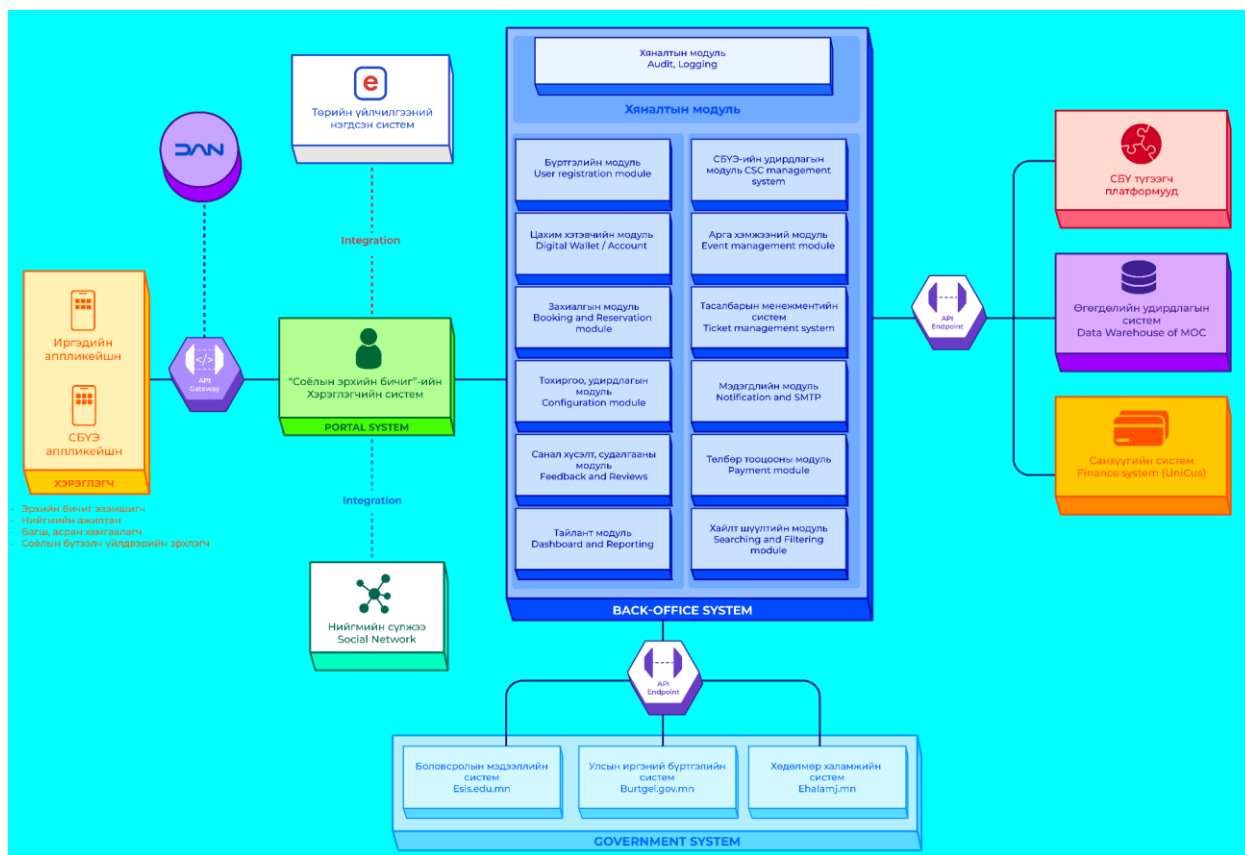 Хяналтын модуль
Audit, Logging
Хяналтын модуль
e
Төрийн үйлчилгээний
нэгдсэн систем
DAN
Integration
Бүртгэлийн модуль
User registration module
СБҮЭ-ийн удирдлагын
модуль CSC management
system
Цахим хэтэвчийн модуль
Digital Wallet / Account
Арга хэмжээний модуль
Event management module
Захиалгын модуль
Booking and Reservation
module
Тасалбарын менежментийн
систем
Ticket management system
Тохиргоо, удирдлагын
модуль
Configuration module
Мэдэгдлийн модуль
Notification and SMTP
Санал хүсэлт, судалгааны
модуль
Feedback and Reviews
Төлбөр тооцооны модуль
Payment module
Тайлант модуль
Dashboard and Reporting
Хайлт шүүлтийн модуль
Searching and Filtering
module
BACK-OFFICE SYSTEM
Иргэдийн
аппликейшн
СБҮЭ
аппликейшн
ХЭРЭГЛЭГЧ
- Эрхийн бичиг эзэмшигч
- Нийгмийн ажилтан
- Багш, асран хамгаалагч
- Соёлын бүтээлч үйлдвэрийн эрхлэгч
</>
API
Gateway
"Соёлын эрхийн бичиг"-ийн
Хэрэглэгчийн систем
PORTAL SYSTEM
Integration
Нийгмийн сүлжээ
Social Network
API
Endpoint
СБҮ түгээгч
платформууд
Өгөгдөлийн удирдлагын
систем
Data Warehouse of MOC
Санхүүгийн систем
Finance system (UniCus)
API
Endpoint
Боловсролын мэдээллийн
систем
Esis.edu.mn
Улсын иргэний бүртгэлийн
систем
Burtgel.gov.mn
Хөдөлмөр халамжийн
систем
Ehalamj.mn
GOVERNMENT SYSTEM